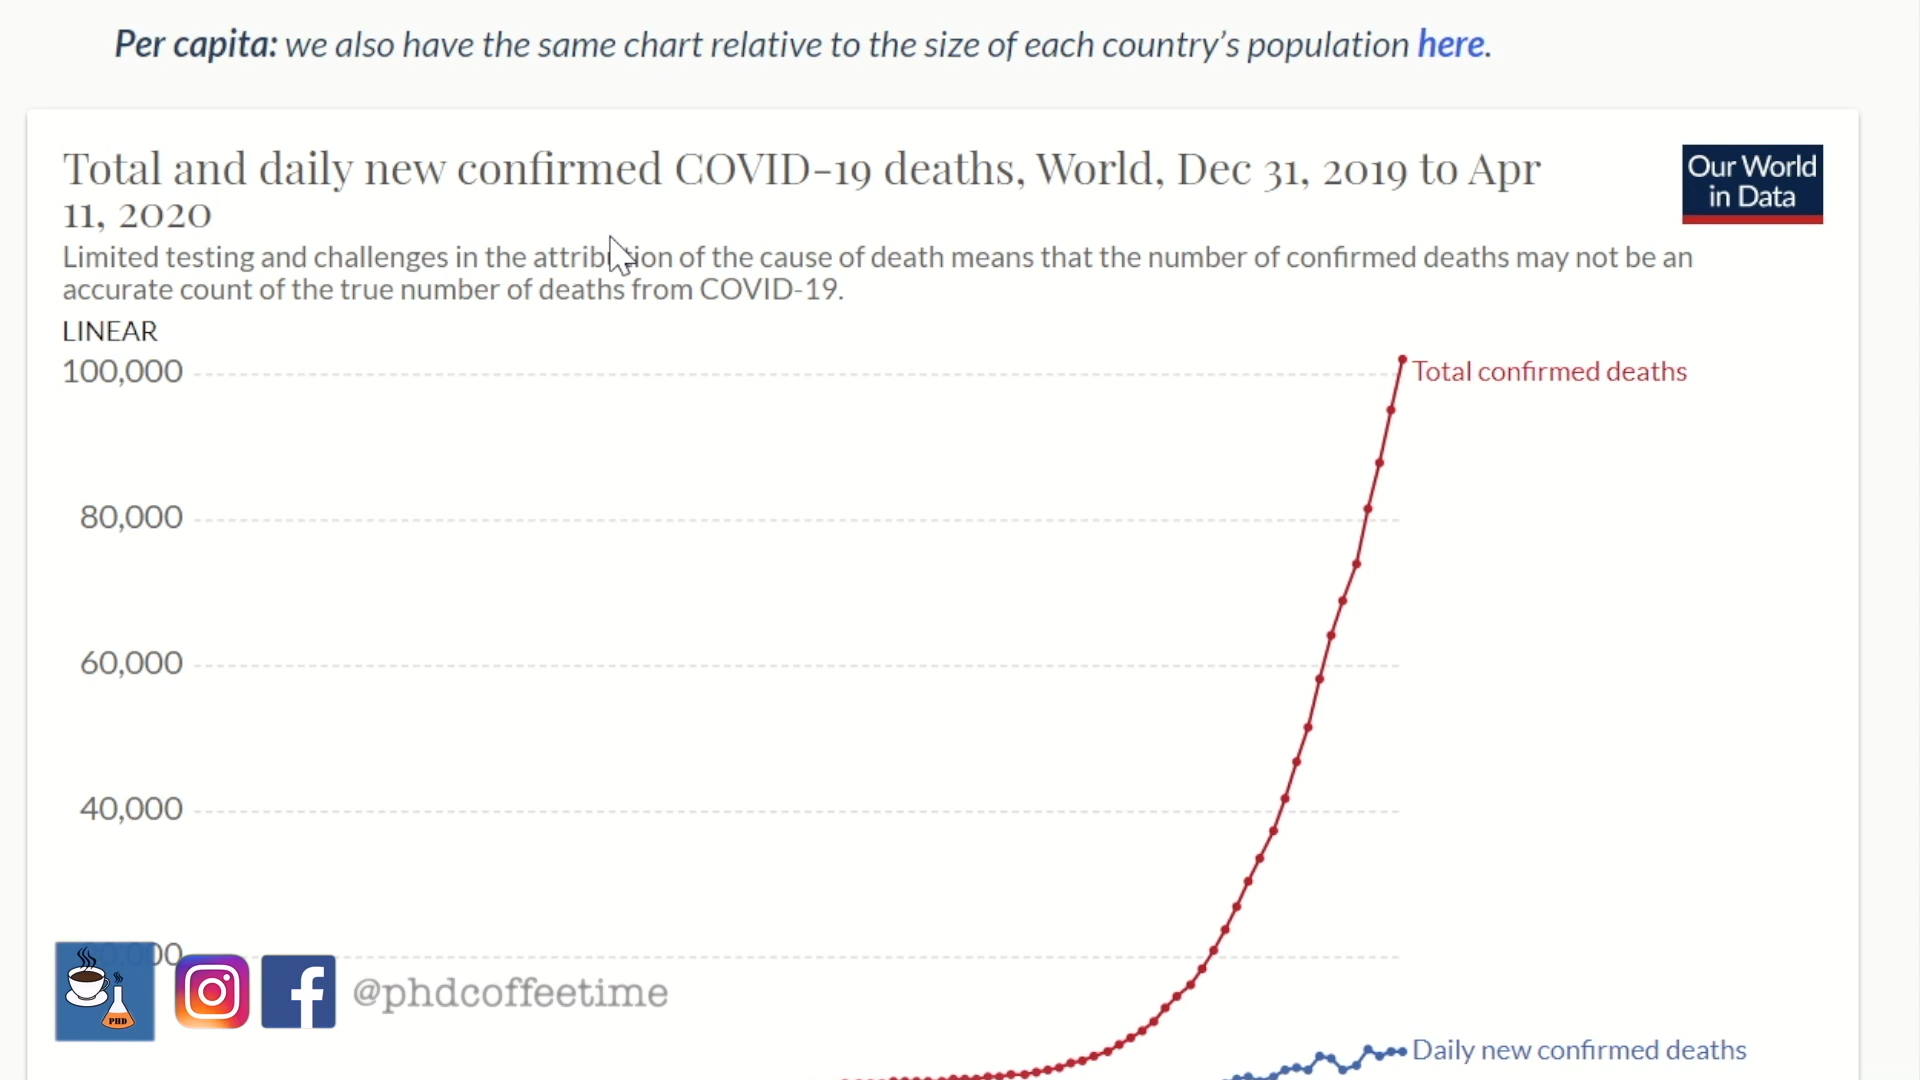 Per capita: we also have the same chart relative to the size of each country's population here.
Total and daily new confirmed COVID-19 deaths, World, Dec 31, 2019 to Apr
11, 2020
Our World
in Data
Limited testing and challenges in the attribution of the cause of death means that the number of confirmed deaths may not be an
accurate count of the true number of deaths from COVID-19.
LINEAR
100,000
Total confirmed deaths
80,000
60,000
40,000
PHD
@phdcoffeetime
Daily new confirmed deaths